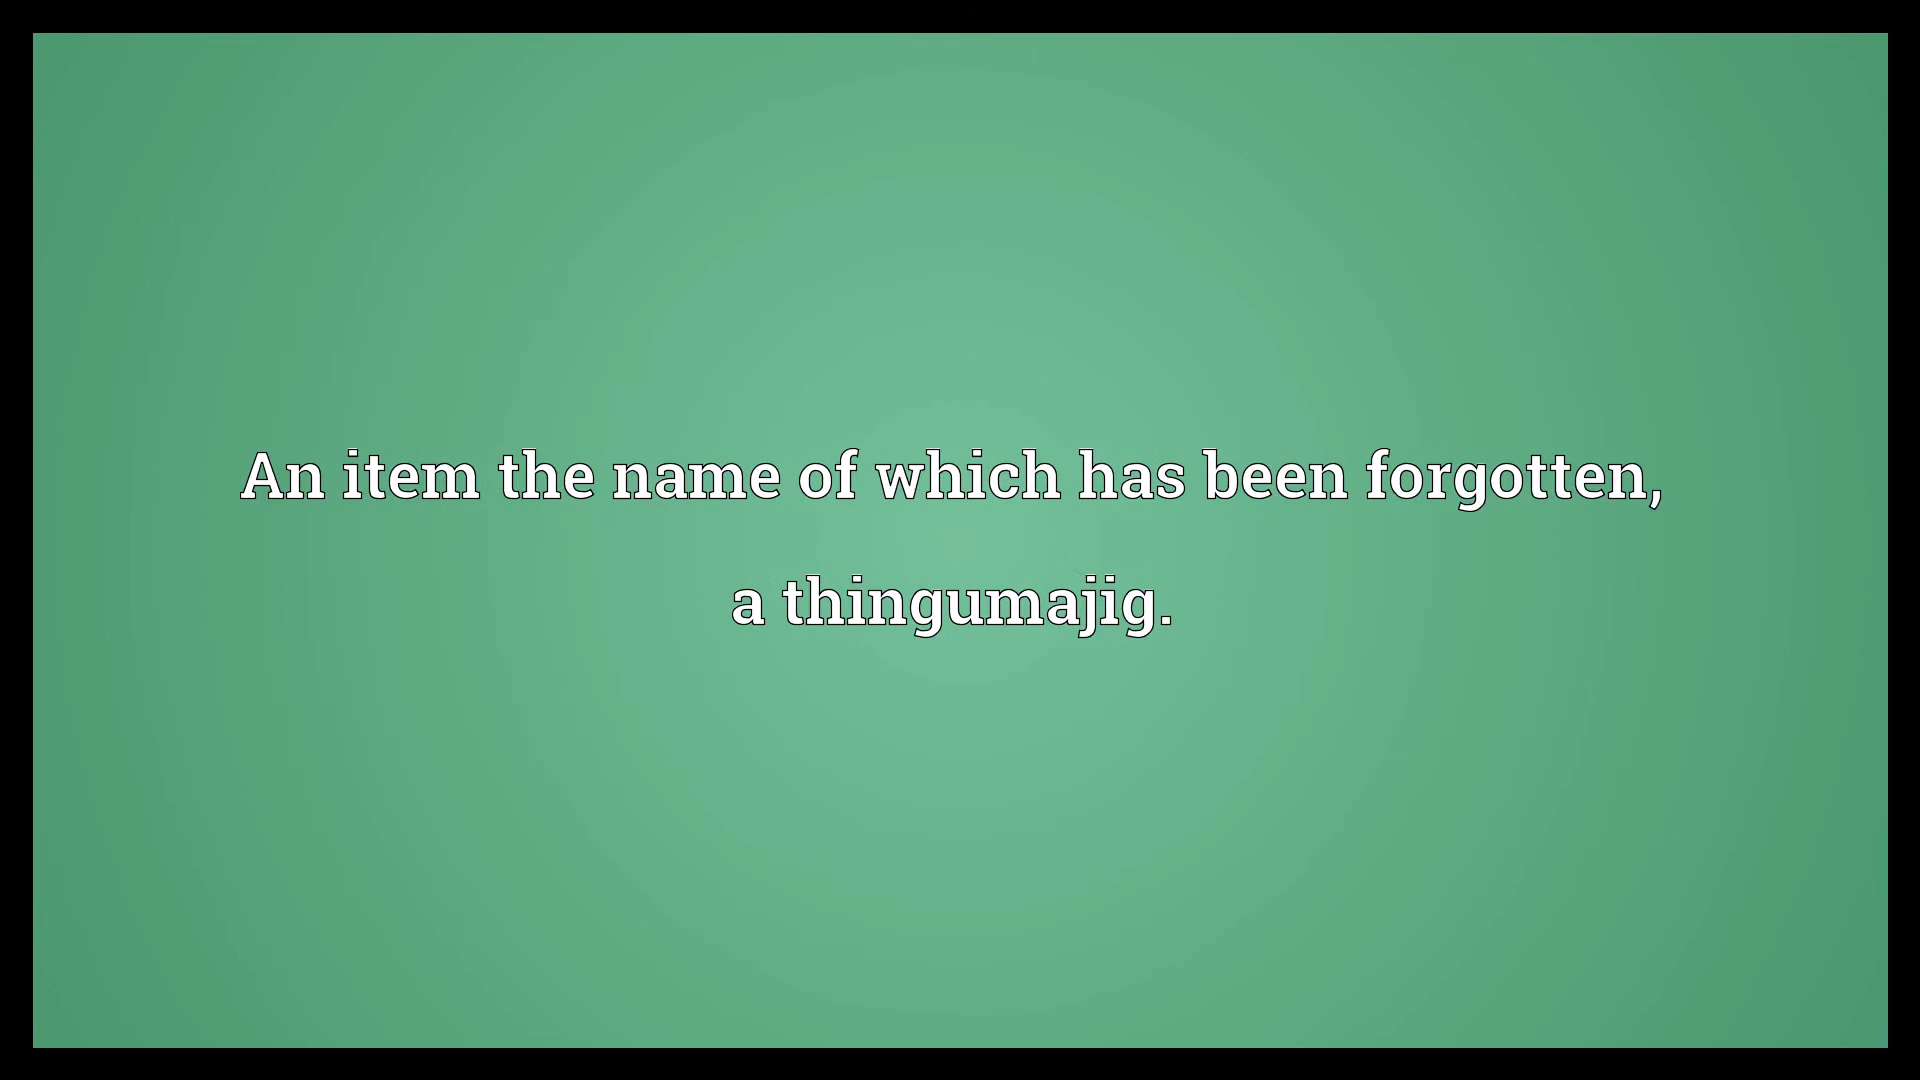 An item the name of which has been forgotten,
a thingumajig.